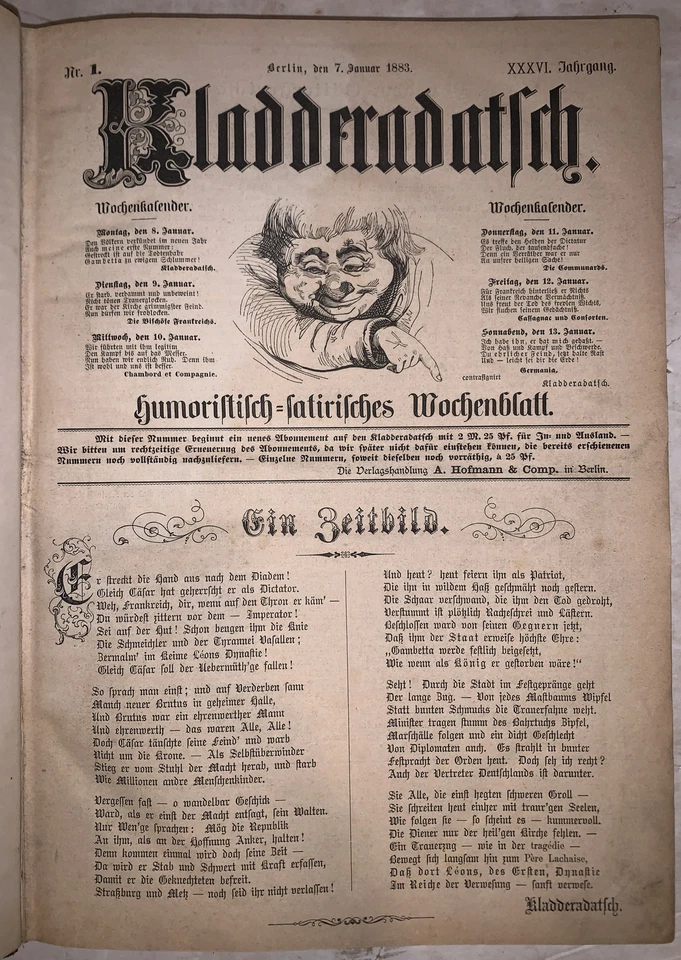 Nr. 1.
Berlin, den 7. Januar 1883.
XXXVI. Jahrgang.
Kladderadatsch.
Wochenkalender.
Montag, den 8. Januar.
Den Völkern verkündet im neuen Jahr
Auch meine erste Nummer:
Gestreckt ist auf die Todtenbahr
Gambetta zu ewigem Schlummer!
Kladderadatsch.
Dienstag, den 9. Januar.
Er starb, verdammt und unbeweint!
Nicht tönen Trauerglocken.
Er war der Kirche grimmigster Feind.
Nun dürfen wir frohlocken.
Die Bischöfe Frankreichs.
Mittwoch, den 10. Januar.
Wir führten mit ihm legitim
Den Kampf bis auf das Messer.
Nun haben wir endlich Ruh. Denn ihm
Ist wohl und uns ist besser.
Chambord et Compagnie.
Wochenkalender.
Donnerstag, den 11. Januar.
Es treffe den Helden der Dictatur
Der Fluch, der tausendfache!
Denn ein Verräther war er nur
An unsrer heiligen Sache!
Die Communards.
Freitag, den 12. Januar.
Für Frankreich hinterließ er Nichts
Als seiner Revanche Vermächtniß.
Und freut der Tod des frechen Wichts,
Wir fluchen seinem Gedächtniß.
Cassagnac und Consorten.
Sonnabend, den 13. Januar.
Ich habe ihn, er hat mich gehaßt. —
Von Haß und Kampf und Beschwerde,
Du ehrlicher Feind, jetzt halte Rast
Und — leicht sei dir die Erde!
Germania.
contrasignirt
Kladderadatsch.
Humoristisch-satirisches Wochenblatt.
Mit dieser Nummer beginnt ein neues Abonnement auf den Kladderadatsch mit 2 M. 25 Pf. für In- und Ausland. —
Wir bitten um rechtzeitige Erneuerung des Abonnements, da wir später nicht dafür einstehen können, die bereits erschienenen
Nummern noch vollständig nachzuliefern. — Einzelne Nummern, soweit dieselben noch vorräthig, à 25 Pf.
Die Verlagshandlung A. Hofmann & Comp. in Berlin.
Ein Zeitbild.
Er streckt die Hand aus nach dem Diadem!
Gleich Cäsar hat geherrscht er als Dictator.
Weh, Frankreich, dir, wenn auf den Thron er käm' —
Du würdest zittern vor dem — Imperator!
Sei auf der Hut! Schon beugen ihm die Knie
Die Schmeichler und der Tyrannei Vasallen;
Zermalm' im Keime Léons Dynastie!
Gleich Cäsar soll der Uebermüth'ge fallen!
So sprach man einst; und auf Verderben sann
Manch neuer Brutus in geheimer Halle,
Und Brutus war ein ehrenwerther Mann
Und ehrenwerth — das waren Alle, Alle!
Doch Cäsar täuschte seine Feind' und warb
Nicht um die Krone. — Als Selbstüberwinder
Stieg er vom Stuhl der Macht herab, und starb
Wie Millionen andre Menschenkinder.
Vergessen fast — o wandelbar Geschick —
Ward, als er einst der Macht entsagt, sein Walten.
Nur Wen'ge sprachen: Mög die Republik
An ihm, als an der Hoffnung Anker, halten!
Denn kommen einmal wird doch seine Zeit —
Da wird er Stab und Schwert mit Kraft erfassen,
Damit er die Geknechteten befreit.
Straßburg und Metz — noch seid ihr nicht verlassen!
Und heut? heut feiern ihn als Patriot,
Die ihn in wildem Haß geschmäht noch gestern.
Die Schaar verschwand, die ihm den Tod gedroht,
Verstummt ist plötzlich Rachgeschrei und Lästern.
Beschlossen ward von seinen Gegnern jetzt,
Daß ihm der Staat erweise höchste Ehre:
„Gambetta werde festlich beigesetzt,
Wie wenn als König er gestorben wäre!“
Seht! Durch die Stadt im Festgepränge geht
Der lange Zug. — Von jedes Mastbaums Wipfel
Statt bunten Schmucks die Trauerfahne weht.
Minister tragen stumm des Bahrtuchs Zipfel,
Marschälle folgen und ein dicht Geschlecht
Von Diplomaten auch. Es strahlt in bunter
Festpracht der Orden heut. Doch seh ich recht?
Auch der Vertreter Deutschlands ist darunter.
Sie Alle, die einst hegten schweren Groll —
Sie schreiten heut einher mit traur'gen Seelen,
Wie folgen sie — so scheint es — kummervoll.
Die Diener nur der heil'gen Kirche fehlen. —
Ein Trauerzug — wie in der tragédie —
Bewegt sich langsam hin zum Père Lachaise,
Daß dort Léons, des Ersten, Dynastie
Im Reiche der Verwesung — sanft verwese.
Kladderadatsch.